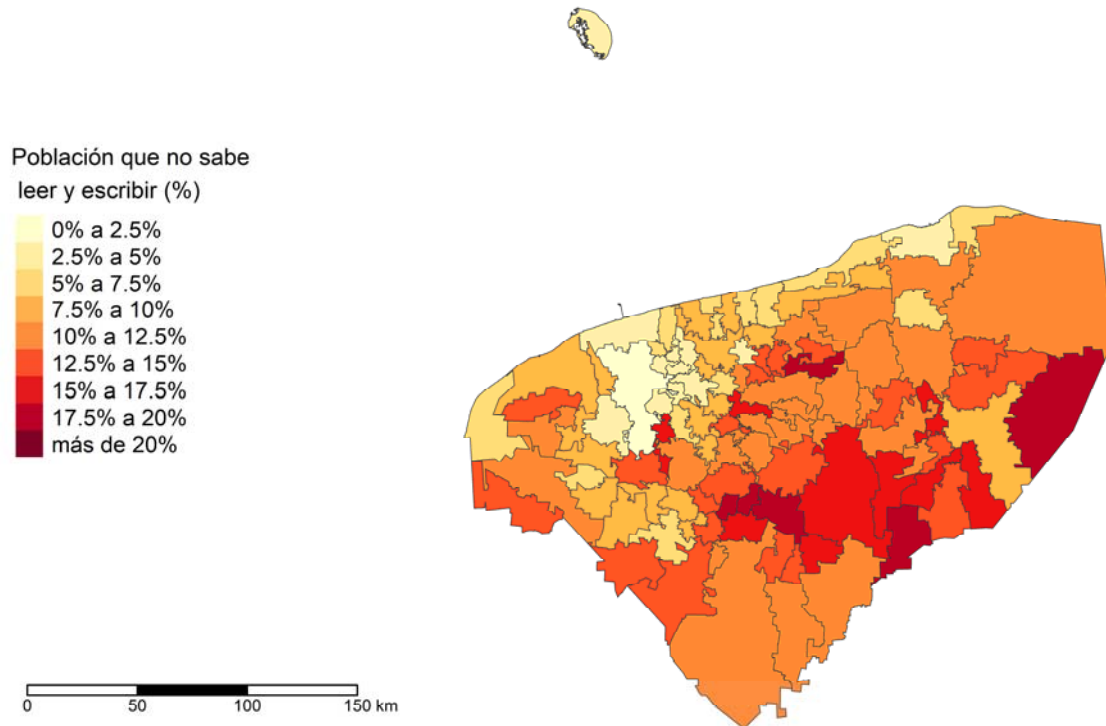 Población que no sabe
leer y escribir (%)
0% a 2.5%
2.5% a 5%
5% a 7.5%
7.5% a 10%
10% a 12.5%
12.5% a 15%
15% a 17.5%
17.5% a 20%
más de 20%
0 50 100 150 km